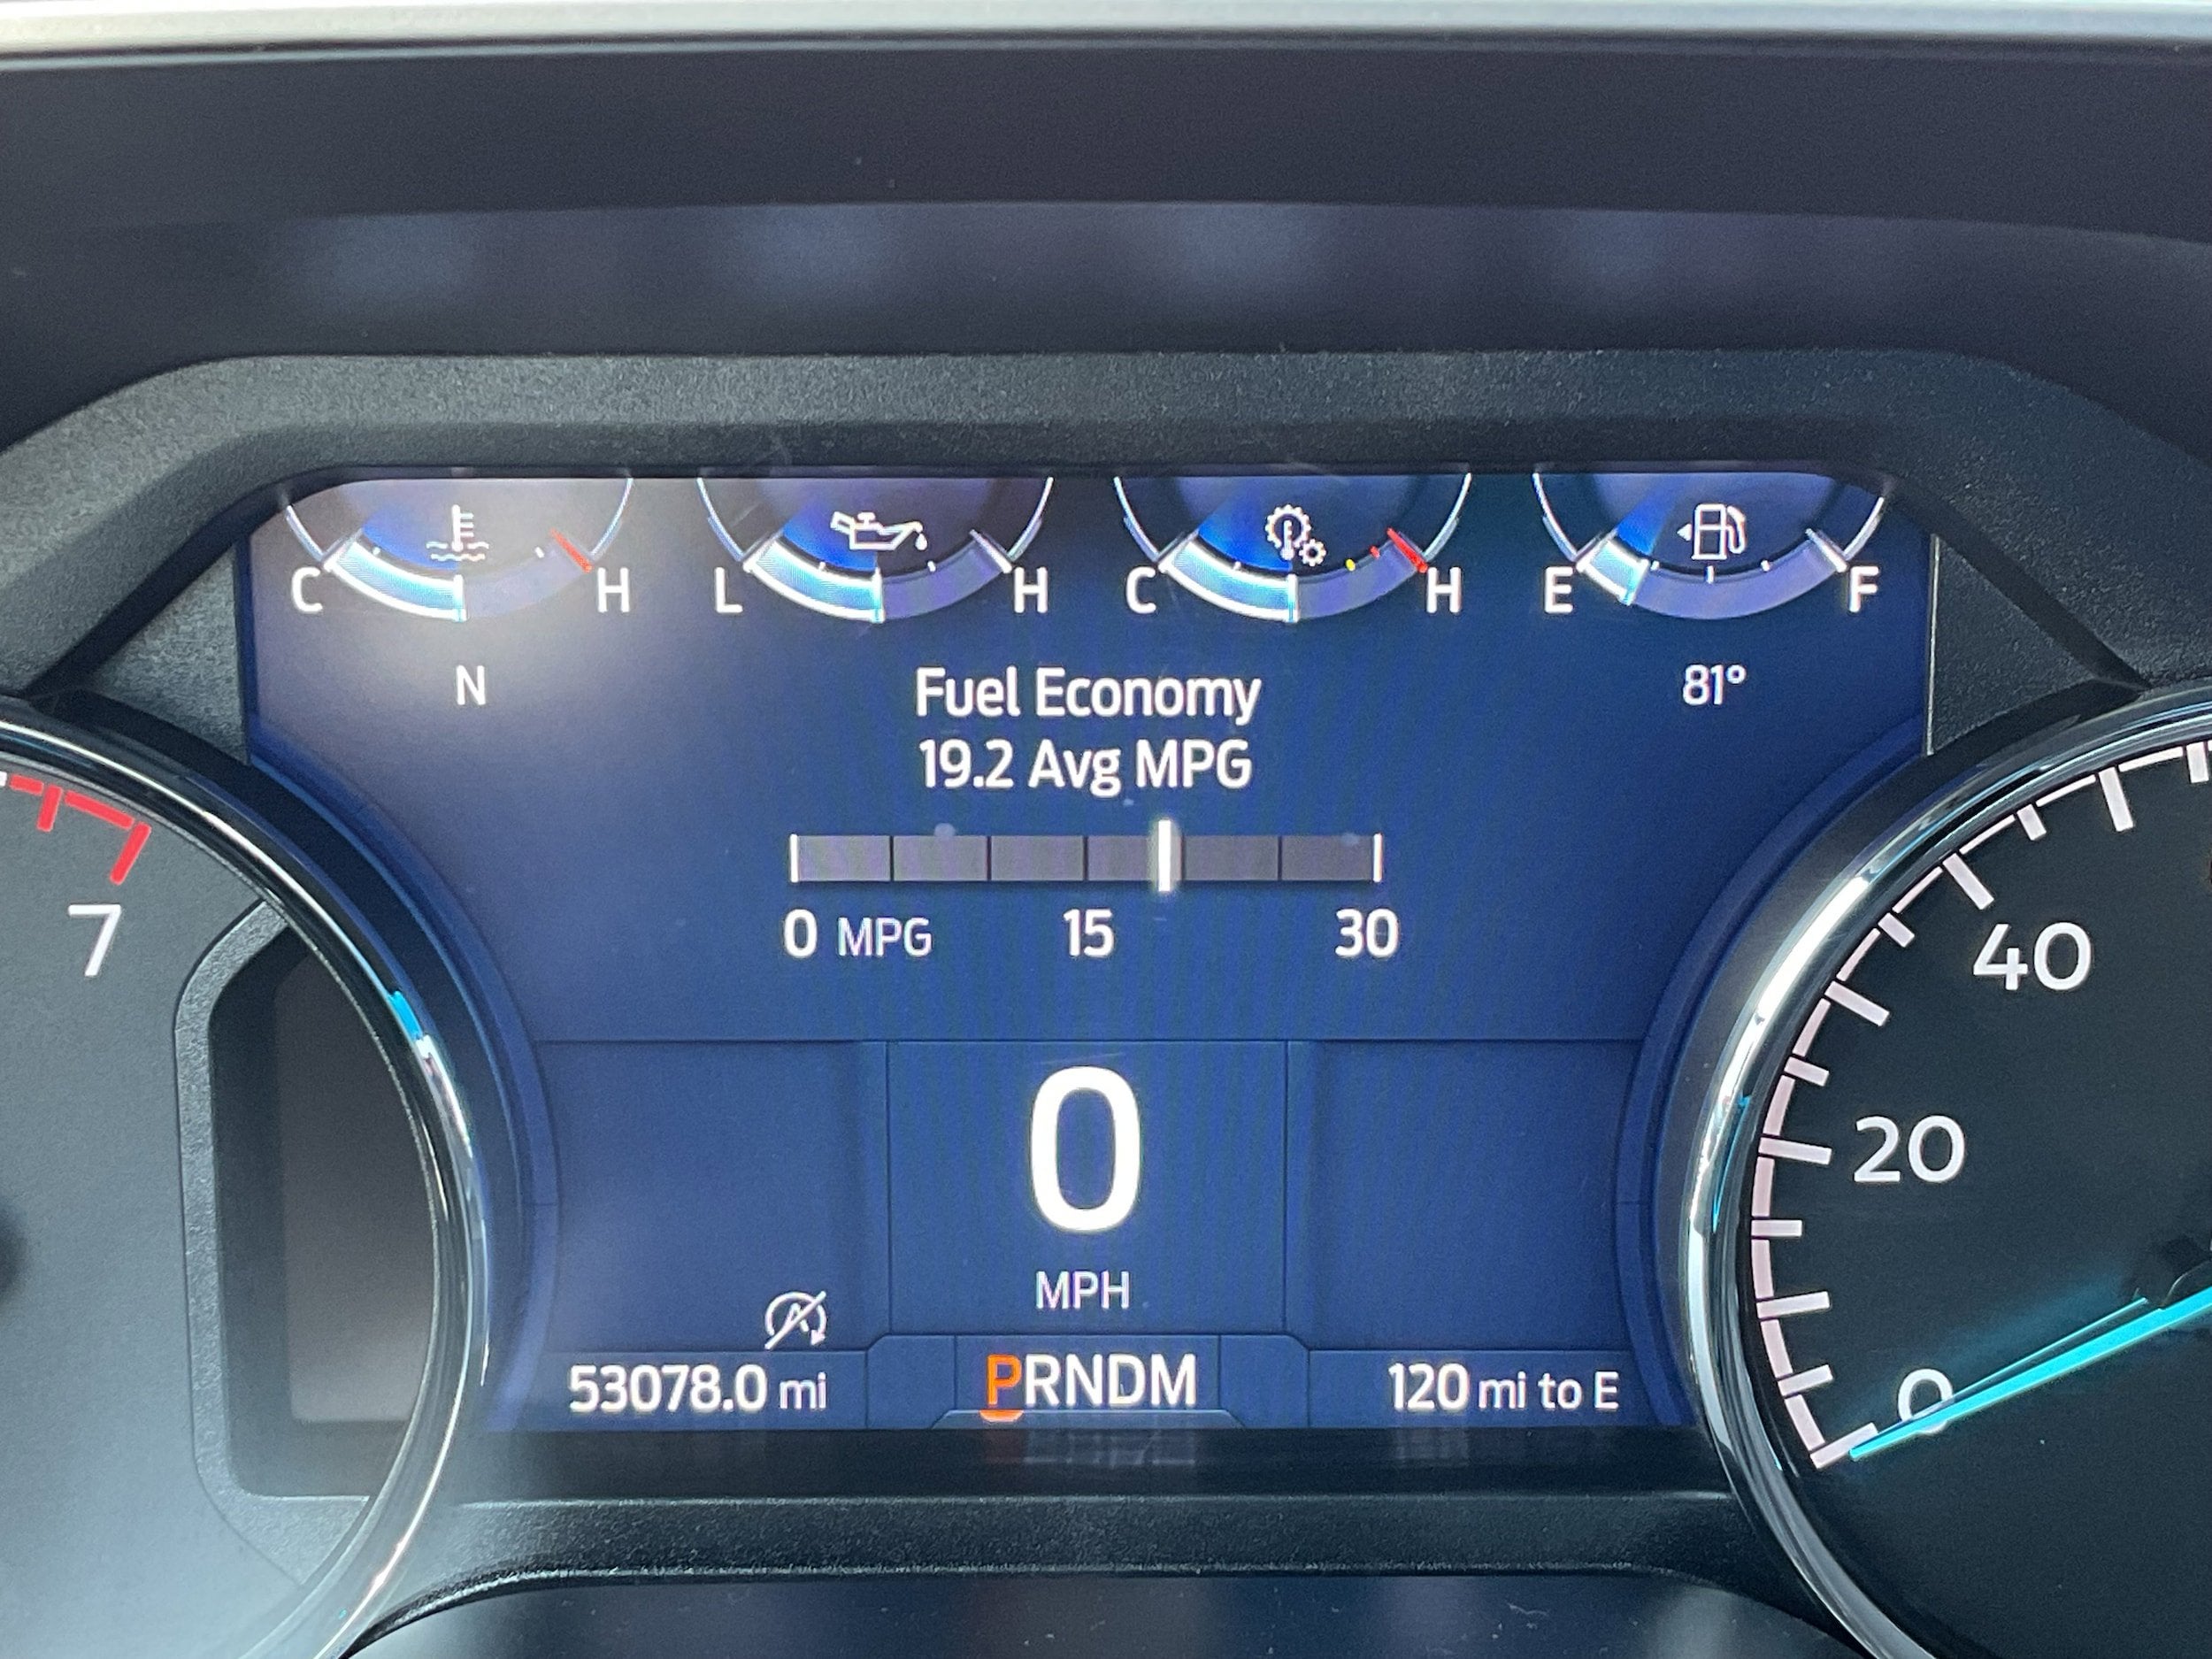 C H L H C H E F
N 81°
Fuel Economy
19.2 Avg MPG
0 MPG 15 30
7
40
20
0
0
MPH
A
53078.0 mi PRNDM 120 mi to E